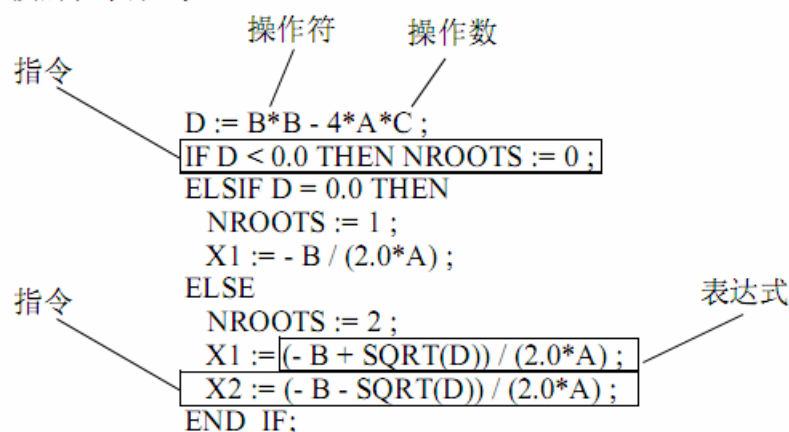 操作符 操作数
指令
D := B*B - 4*A*C ;
IF D < 0.0 THEN NROOTS := 0 ;
ELSIF D = 0.0 THEN
NROOTS := 1 ;
X1 := - B / (2.0*A) ;
ELSE
指令 表达式
NROOTS := 2 ;
X1 := (- B + SQRT(D)) / (2.0*A) ;
X2 := (- B - SQRT(D)) / (2.0*A) ;
END_IF;